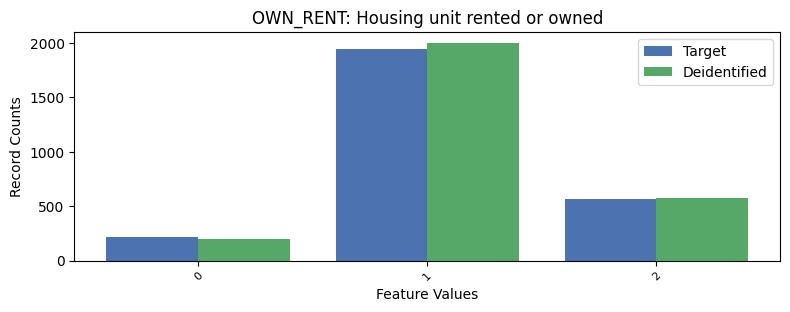 OWN_RENT: Housing unit rented or owned
Target
Deidentified
2000
1500
1000
500
0
Record Counts
0
1
2
Feature Values